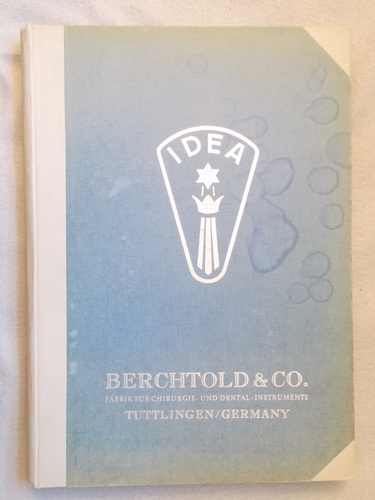 IDEA
BERCHTOLD & CO.
FABRIK FÜR CHIRURGIE- UND DENTAL-INSTRUMENTE
TUTTLINGEN/GERMANY